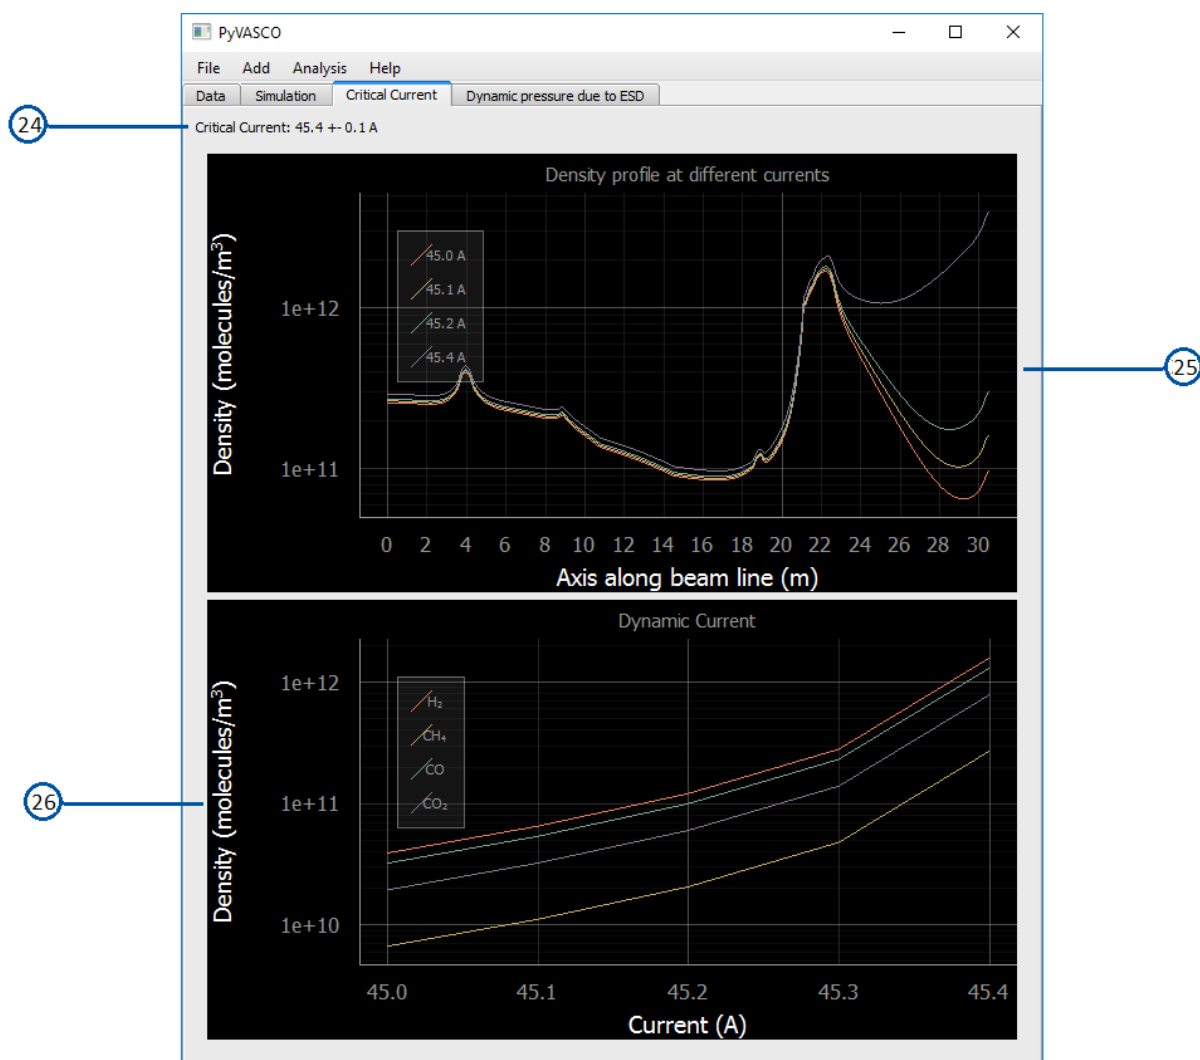 PyVASCO
File Add Analysis Help
Data Simulation Critical Current Dynamic pressure due to ESD
24
Critical Current: 45.4 +- 0.1 A
Density profile at different currents
Density (molecules/m³)
1e+12
1e+11
45.0 A
45.1 A
45.2 A
45.4 A
25
0 2 4 6 8 10 12 14 16 18 20 22 24 26 28 30
Axis along beam line (m)
Dynamic Current
Density (molecules/m³)
1e+12
1e+11
1e+10
H₂
CH₄
CO
CO₂
26
45.0 45.1 45.2 45.3 45.4
Current (A)